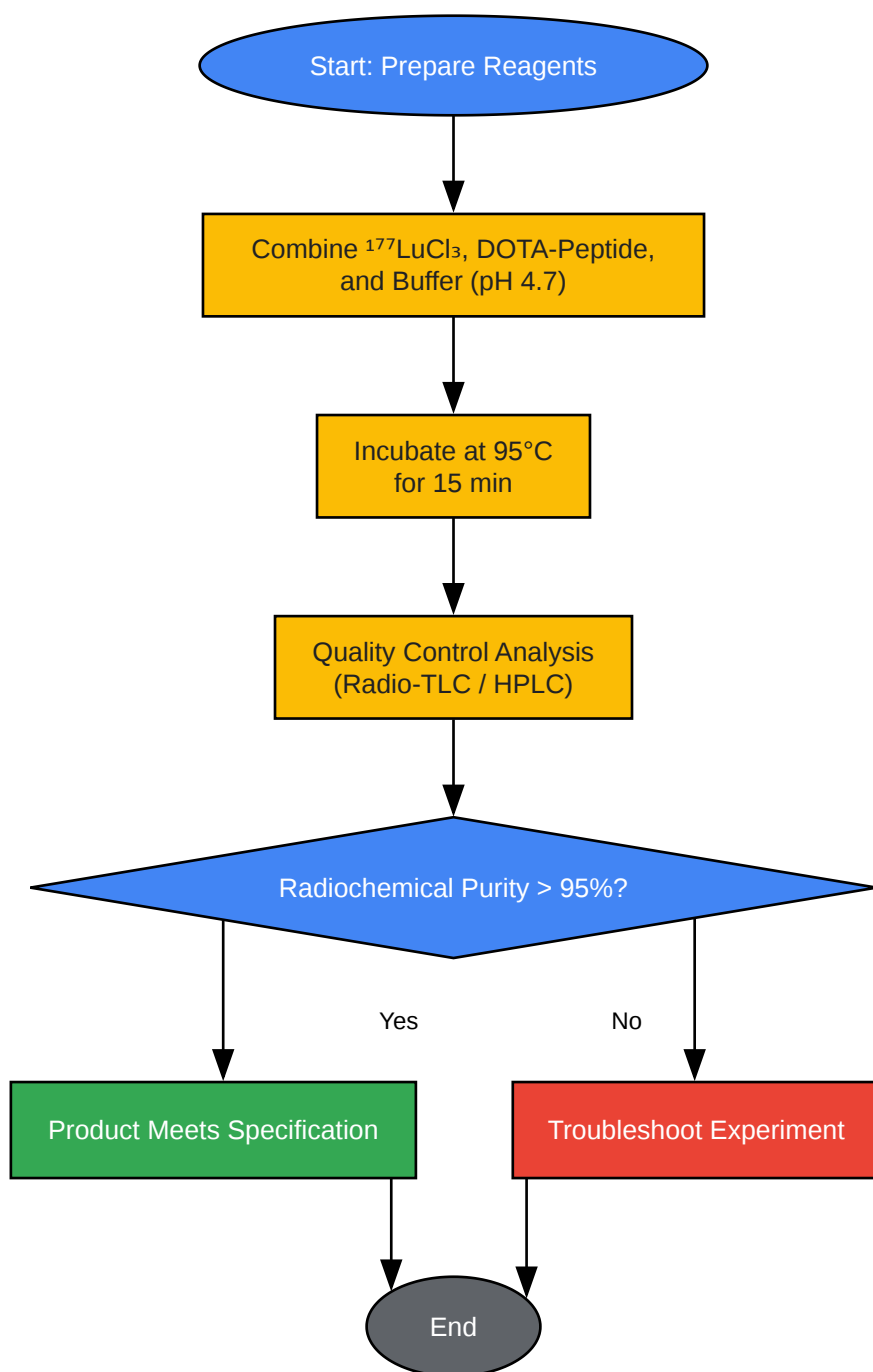 Start: Prepare Reagents
Combine ¹⁷⁷LuCl₃, DOTA-Peptide,
and Buffer (pH 4.7)
Incubate at 95°C
for 15 min
Quality Control Analysis
(Radio-TLC / HPLC)
Radiochemical Purity > 95%?
Yes
No
Product Meets Specification
Troubleshoot Experiment
End